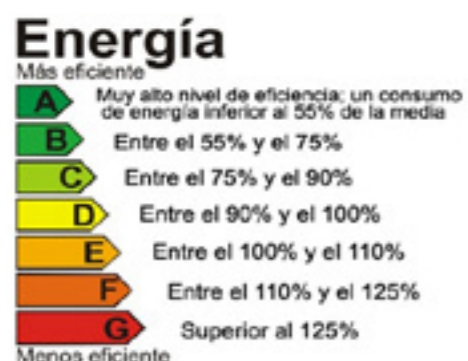 Energía
Más eficiente
A Muy alto nivel de eficiencia; un consumo
de energía inferior al 55% de la media
B Entre el 55% y el 75%
C Entre el 75% y el 90%
D Entre el 90% y el 100%
E Entre el 100% y el 110%
F Entre el 110% y el 125%
G Superior al 125%
Menos eficiente